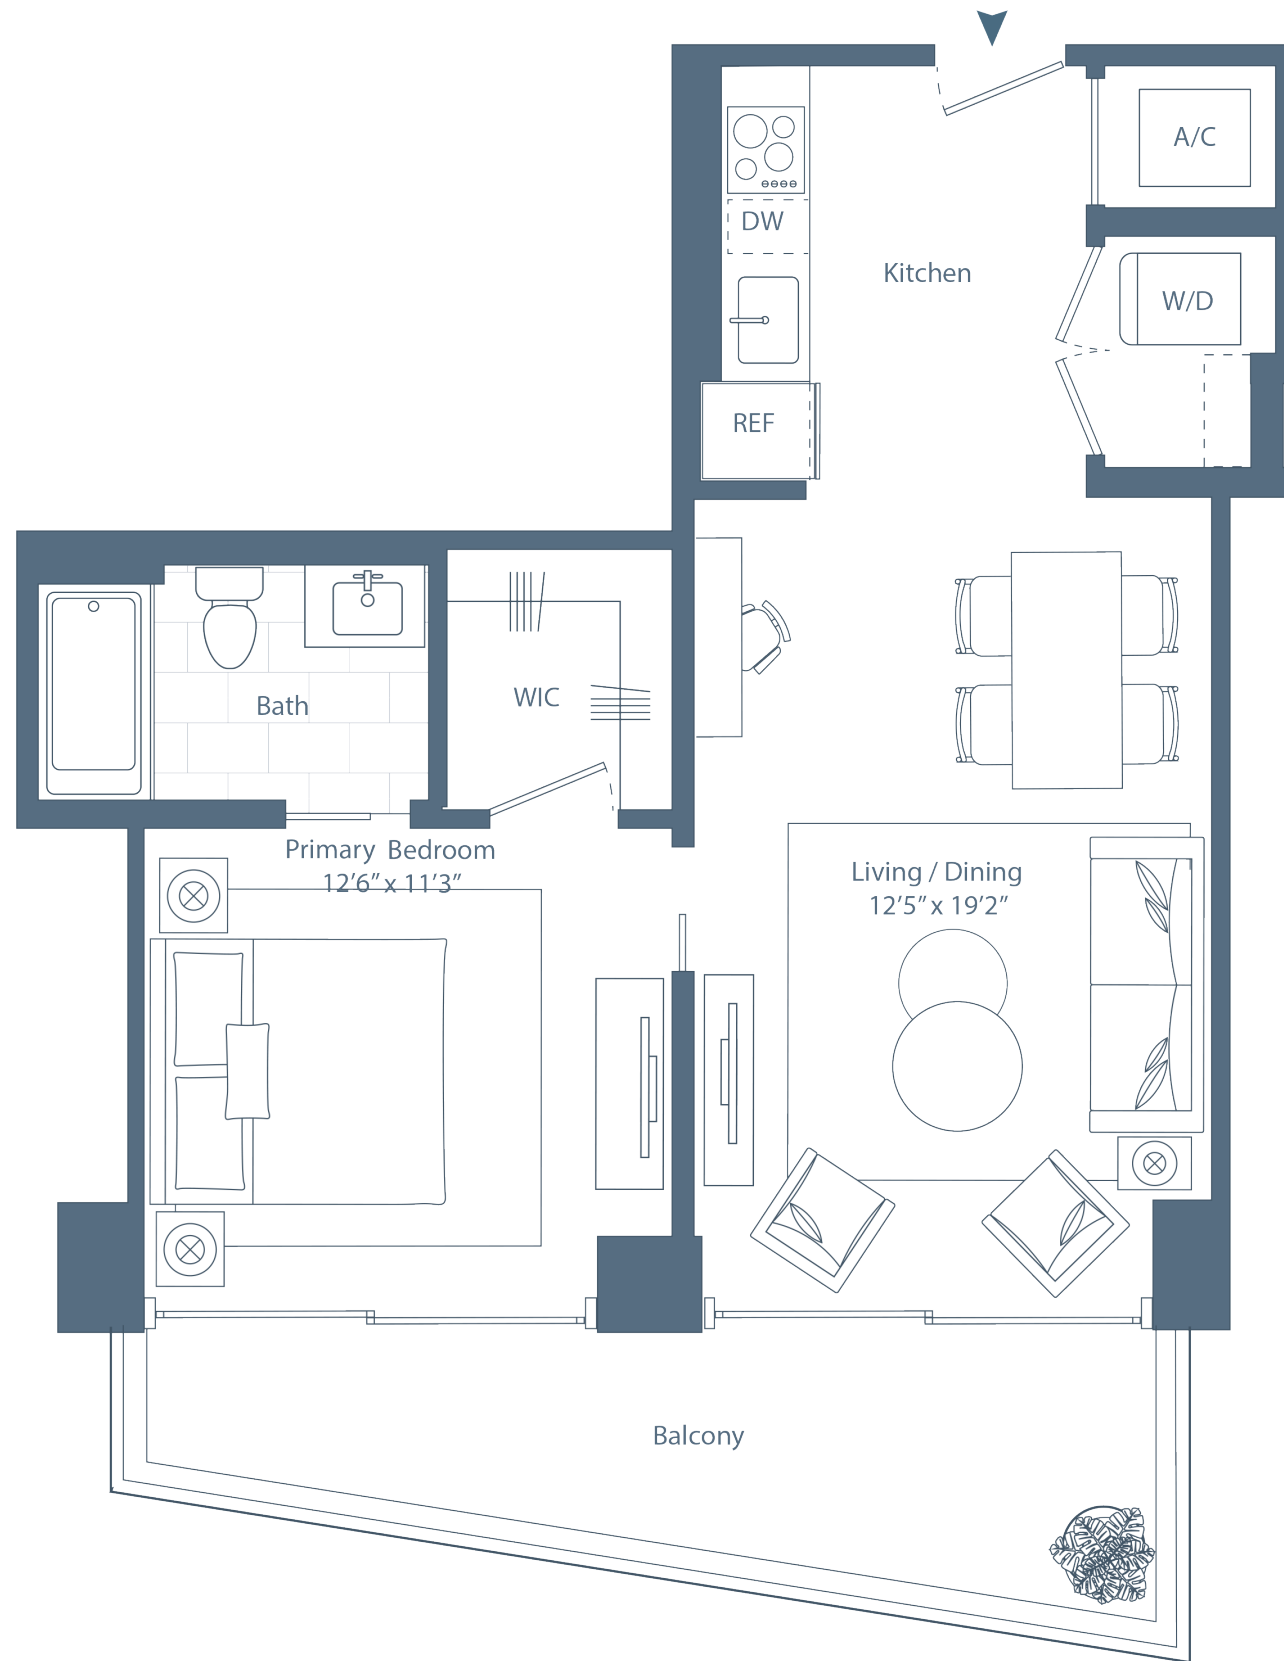 A/C
DW
Kitchen
W/D
REF
WIC
Bath
Primary Bedroom
12’6” x 11’3”
Living / Dining
12’5” x 19’2”
Balcony